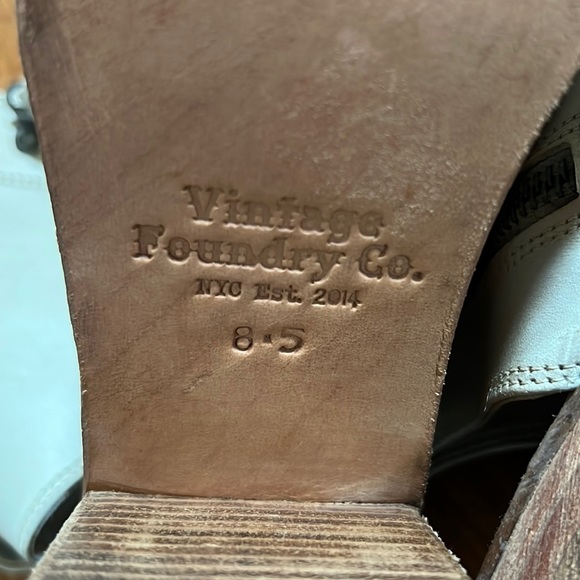 Vintage
Foundry Co.
NYC Est. 2014
8.5